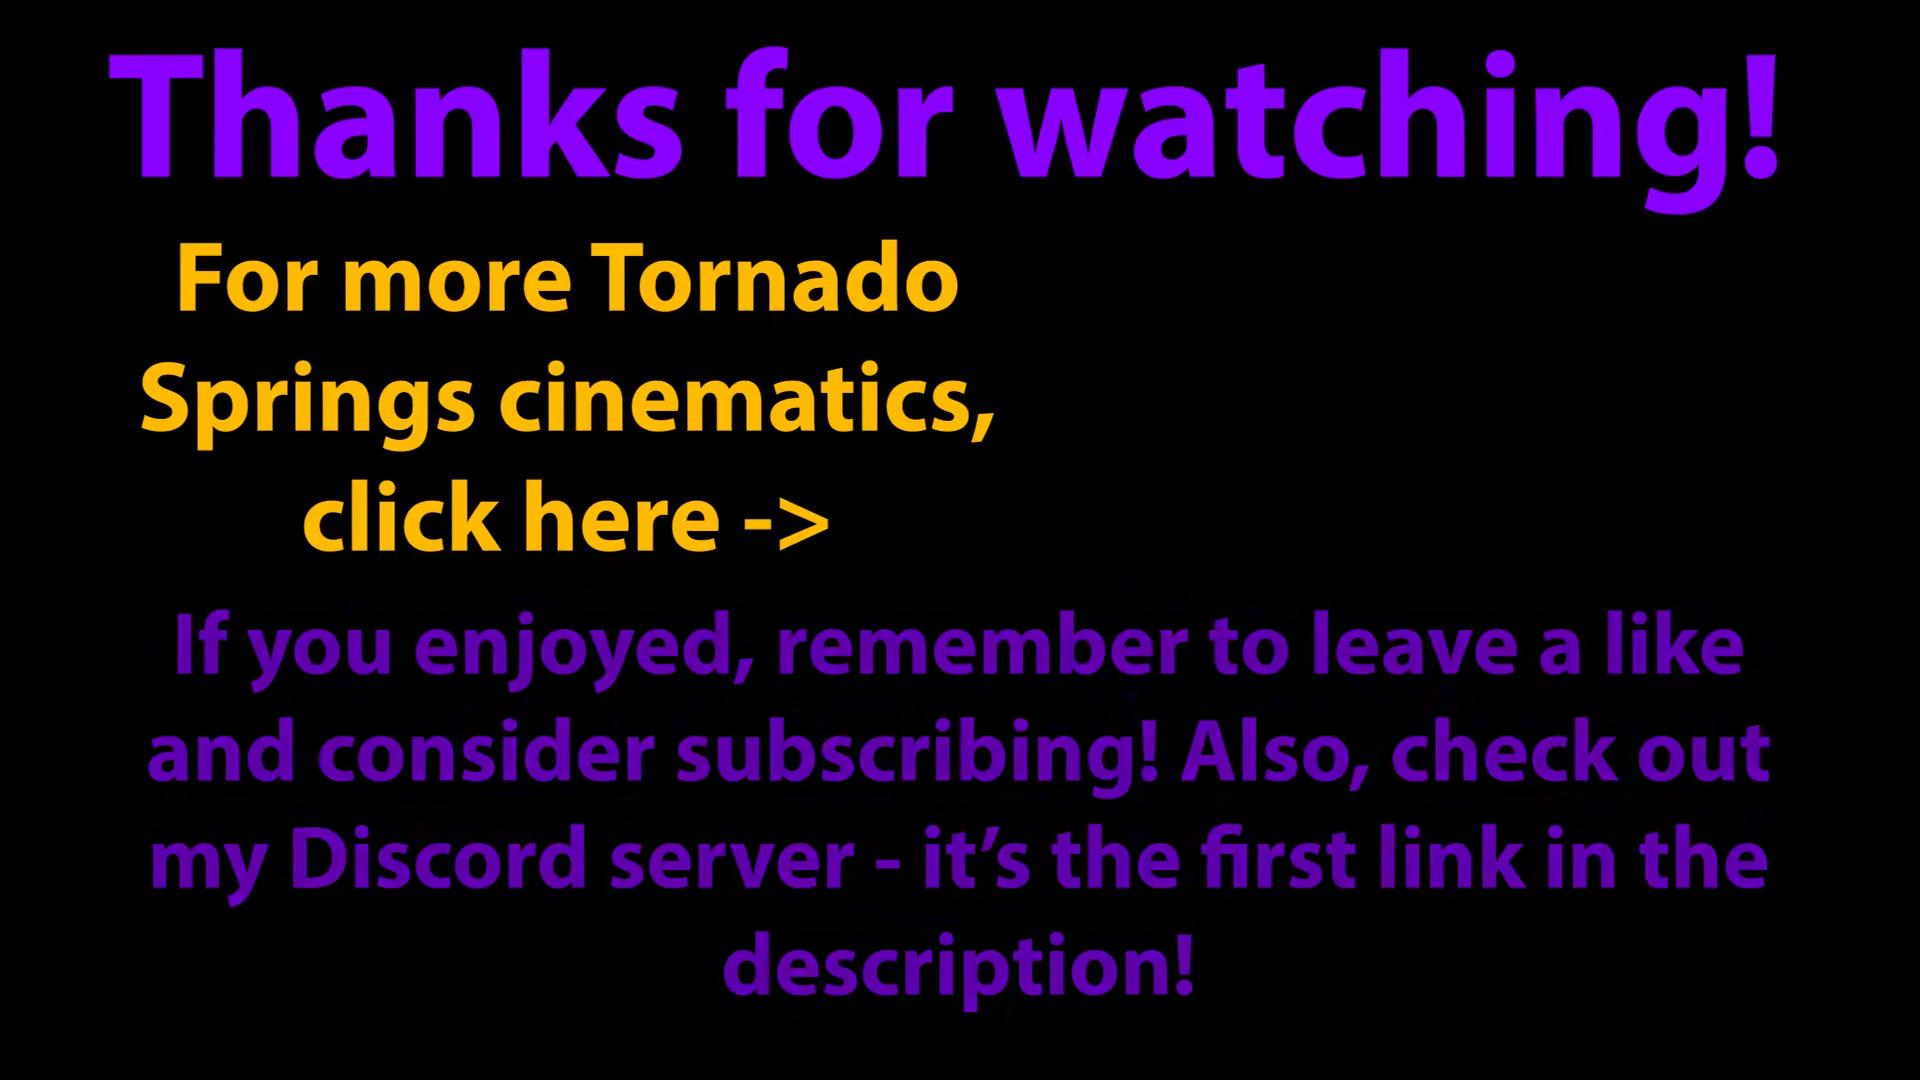 Thanks for watching!
For more Tornado
Springs cinematics,
click here ->
If you enjoyed, remember to leave a like
and consider subscribing! Also, check out
my Discord server - it’s the first link in the
description!